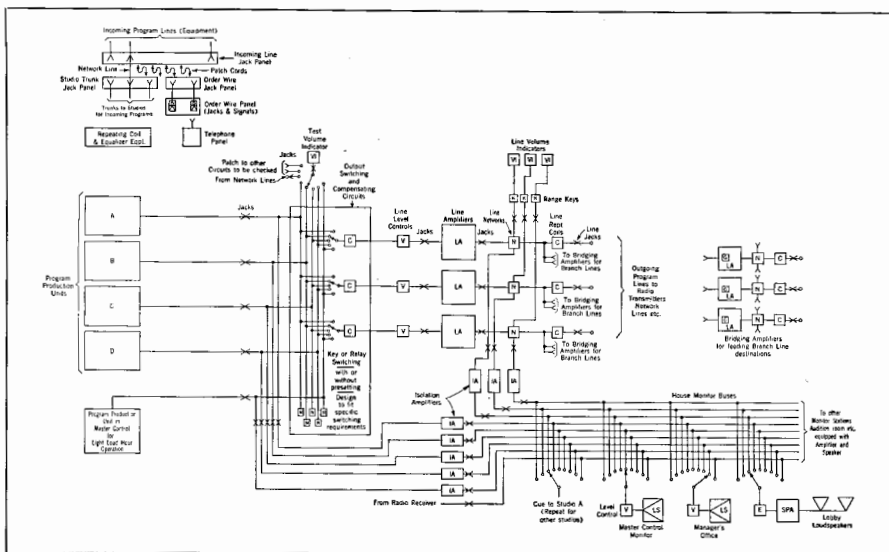 Incoming Program Lines (Equipment)
Incoming Line
Jack Panel
Network Line
Patch Cords
Studio Trunk
Jack Panel
Order Wire
Jack Panel
Trunks to Studios
for Incoming Programs
Order Wire Panel
(Jacks & Signals)
Repeating Coil
& Equalizer Eqpt.
Telephone
Panel
Test
Volume
Indicator
VI
Jacks
Patch to other
Circuits to be checked
From Network Lines
Output
Switching
and
Compensating
Circuits
Line Volume
Indicators
VI VI VI
Range Keys
Jacks
Line
Level
Controls
Jacks
Line
Amplifiers
Jacks
Line
Networks
Line
Rept
Coils
Line
Jacks
Program
Production
Units
A
B
C
D
C V LA N C
C V LA N C
C V LA N C
To Bridging
Amplifiers for
Branch Lines
To Bridging
Amplifiers for
Branch Lines
To Bridging
Amplifiers for
Branch Lines
Outgoing
Program
Lines to
Radio
Transmitters
Network
Lines etc.
LA N C
LA N C
LA N C
Bridging Amplifiers
for feeding Branch Line
destinations
Key or Relay
Switching
with or
without
presetting
Design
to fit
specific
switching
requirements
N N N
N N
Program Product or
Unit in
Master Control
for
Operation
Isolation
Amplifiers
IA IA IA
IA
IA
IA
IA
IA
House Monitor Buses
To other
Monitor Systems
Audition room etc.
equipped with
Amplifier and
Speaker
From Radio Receiver
Cue to Studio A
(Repeat for
other studios)
Level
Control
V LS
Master Control
Monitor
V LS
Manager's
Office
E SPA
Lobby
Loudspeakers